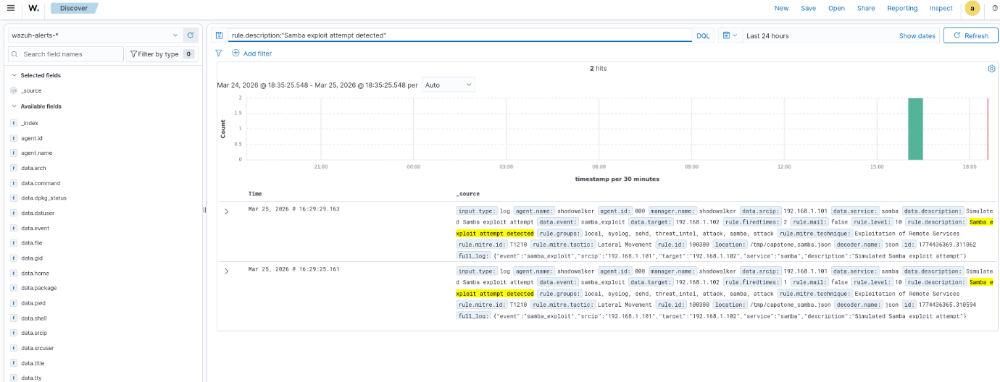 W. Discover New Save Open Share Reporting Inspect a
wazuh-alerts-*
rule.description:"Samba exploit attempt detected" DQL Last 24 hours Show dates Refresh
Search field names Filter by type 0
Add filter
Selected fields
_source
Available fields
_index
agent.id
agent.name
data.arch
data.command
data.dpkg_status
data.dstuser
data.event
data.file
data.gid
data.home
data.package
data.pwd
data.shell
data.srcip
data.srcuser
data.title
data.tty
2 hits
Mar 24, 2026 @ 18:35:25.548 - Mar 25, 2026 @ 18:35:25.548 per Auto
Count
2
1.5
1
0.5
0
21:00 00:00 03:00 06:00 09:00 12:00 15:00 18:00
timestamp per 30 minutes
Time _source
Mar 25, 2026 @ 16:29:29.163
input.type: log agent.name: shadowalker agent.id: 000 manager.name: shadowalker data.srcip: 192.168.1.101 data.service: samba data.description: Simulate
d Samba exploit attempt data.event: samba_exploit data.target: 192.168.1.102 rule.firedtimes: 2 rule.mail: false rule.level: 10 rule.description: Samba e
xploit attempt detected rule.groups: local, syslog, sshd, threat_intel, attack, samba, attack rule.mitre.technique: Exploitation of Remote Services
rule.mitre.id: T1210 rule.mitre.tactic: Lateral Movement rule.id: 100300 location: /tmp/capstone_samba.json decoder.name: json id: 1774436369.311062
full_log: {"event":"samba_exploit","srcip":"192.168.1.101","target":"192.168.1.102","service":"samba","description":"Simulated Samba exploit attempt"}
Mar 25, 2026 @ 16:29:25.161
input.type: log agent.name: shadowalker agent.id: 000 manager.name: shadowalker data.srcip: 192.168.1.101 data.service: samba data.description: Simulate
d Samba exploit attempt data.event: samba_exploit data.target: 192.168.1.102 rule.firedtimes: 1 rule.mail: false rule.level: 10 rule.description: Samba e
xploit attempt detected rule.groups: local, syslog, sshd, threat_intel, attack, samba, attack rule.mitre.technique: Exploitation of Remote Services
rule.mitre.id: T1210 rule.mitre.tactic: Lateral Movement rule.id: 100300 location: /tmp/capstone_samba.json decoder.name: json id: 1774436365.310594
full_log: {"event":"samba_exploit","srcip":"192.168.1.101","target":"192.168.1.102","service":"samba","description":"Simulated Samba exploit attempt"}